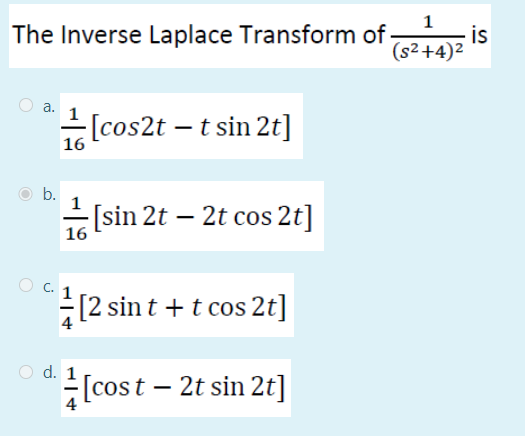 The Inverse Laplace Transform of 1/(s²+4)² is
a. 1/16 [cos2t − t sin 2t]
b. 1/16 [sin 2t − 2t cos 2t]
c. 1/4 [2 sin t + t cos 2t]
d. 1/4 [cos t − 2t sin 2t]